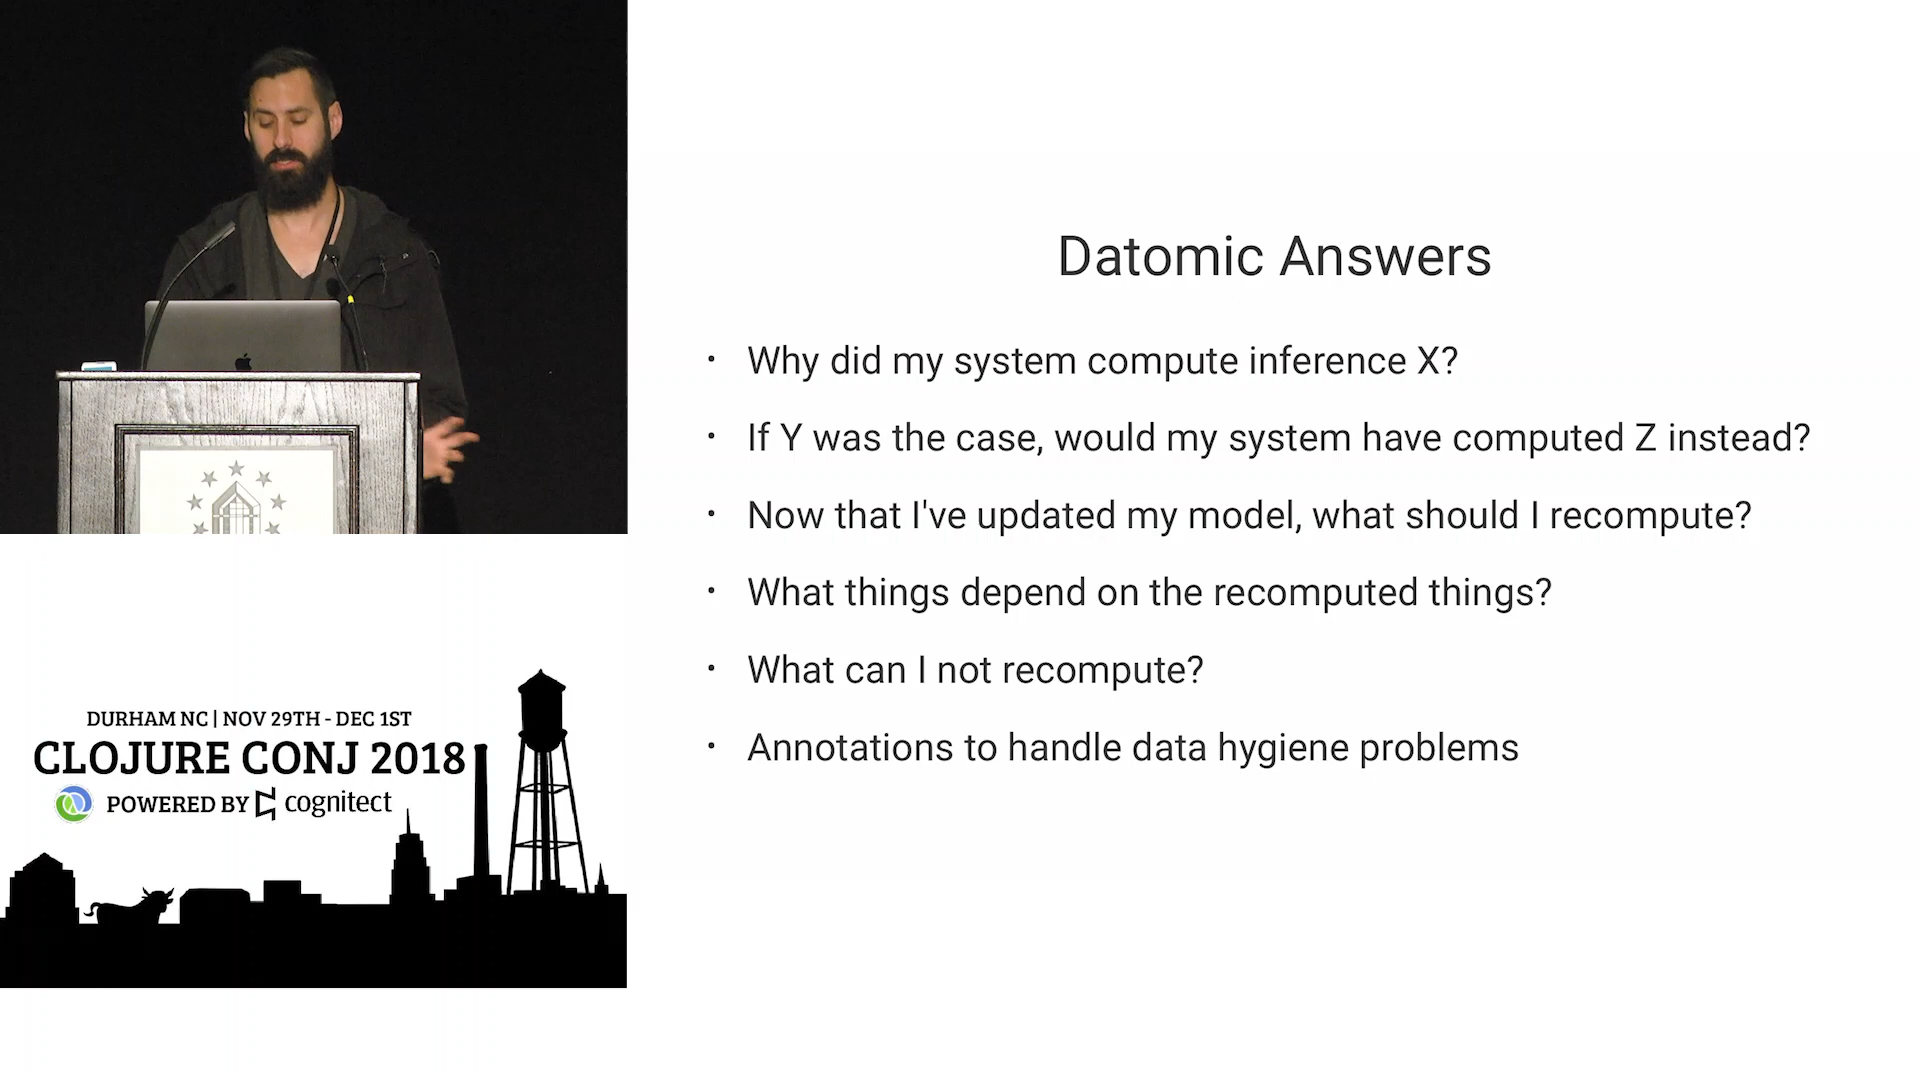 Datomic Answers
• Why did my system compute inference X?
• If Y was the case, would my system have computed Z instead?
• Now that I've updated my model, what should I recompute?
• What things depend on the recomputed things?
• What can I not recompute?
• Annotations to handle data hygiene problems
DURHAM NC | NOV 29TH - DEC 1ST
CLOJURE CONJ 2018
POWERED BY cognitect